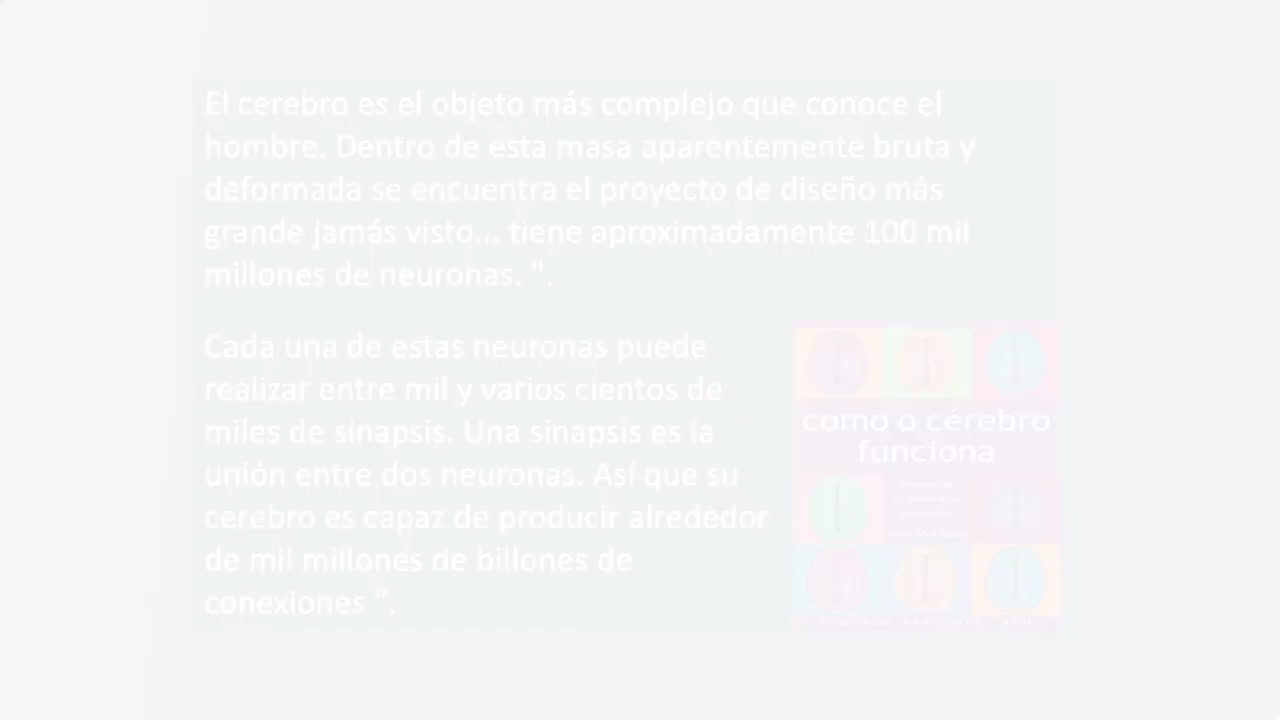 El cerebro es el objeto más complejo que conoce el
hombre. Dentro de esta masa aparentemente bruta y
deformada se encuentra el proyecto de diseño más
grande jamás visto... tiene aproximadamente 100 mil
millones de neuronas. ".
Cada una de estas neuronas puede
realizar entre mil y varios cientos de
miles de sinapsis. Una sinapsis es la
unión entre dos neuronas. Así que su
cerebro es capaz de producir alrededor
de mil millones de billones de
conexiones ".
como o cérebro
funciona